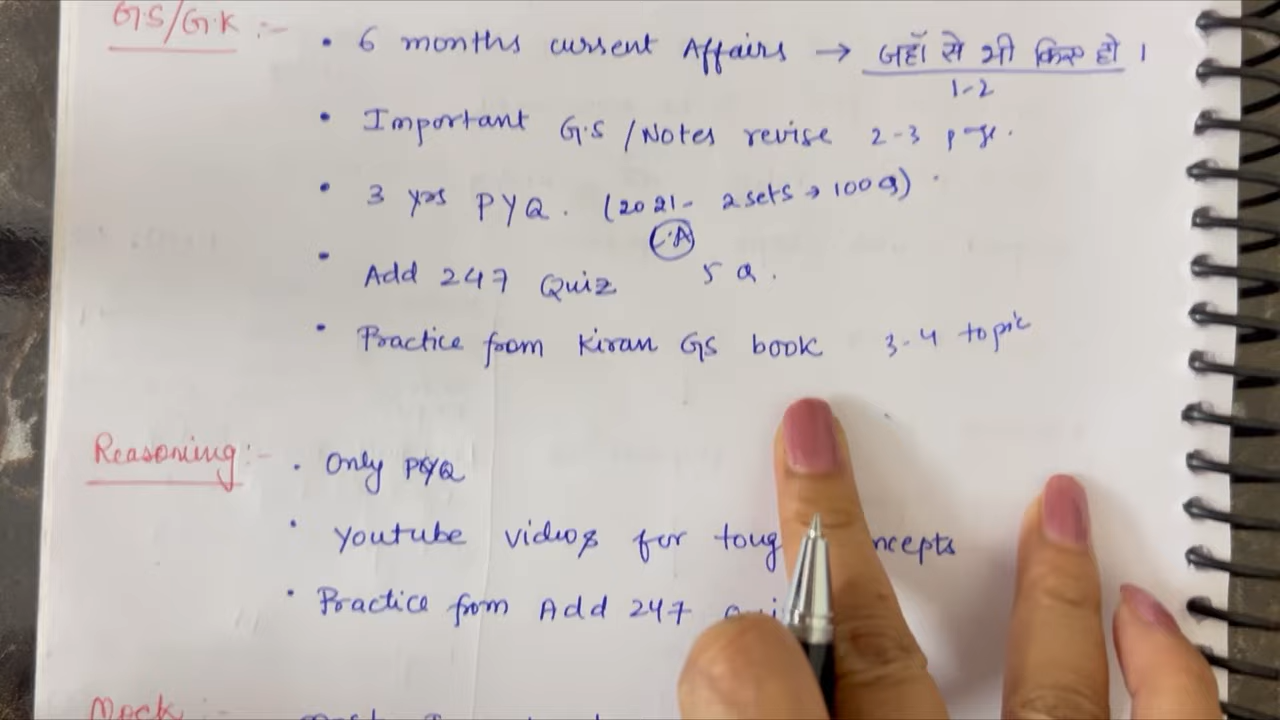 G.S/G.K :-
• 6 months current Affairs → जहाँ से भी किए हो ।
1-2
• Important G.S /Notes revise 2-3 page.
• 3 yrs PYQ. (2021- 2 sets → 100 Q) .
C.A
• Add 247 Quiz 5 Q.
• Practice from Kiran GS book 3-4 topic
Reasoning :-
• Only PYQ
• Youtube videos for
• Practice from Add 247
Mock :-